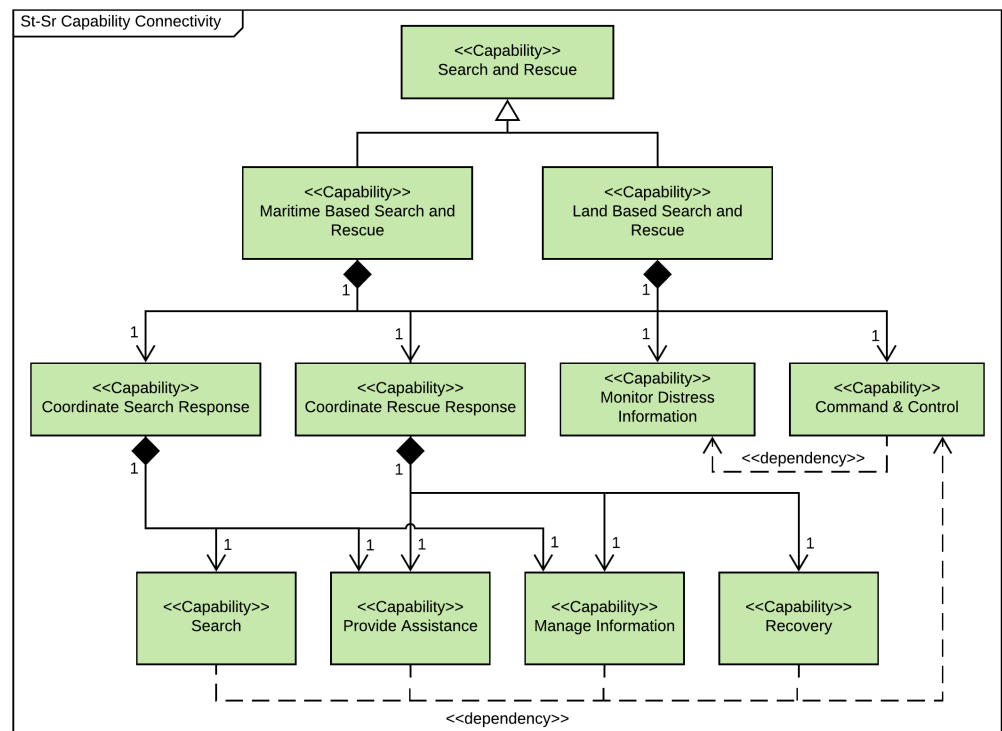 St-Sr Capability Connectivity
<<Capability>>
Search and Rescue
<<Capability>>
Maritime Based Search and
Rescue
<<Capability>>
Land Based Search and
Rescue
1
1
1
1
1
1
<<Capability>>
Coordinate Search Response
<<Capability>>
Coordinate Rescue Response
<<Capability>>
Monitor Distress
Information
<<Capability>>
Command & Control
1
1
<<dependency>>
1
1
1
1
1
1
<<Capability>>
Search
<<Capability>>
Provide Assistance
<<Capability>>
Manage Information
<<Capability>>
Recovery
<<dependency>>